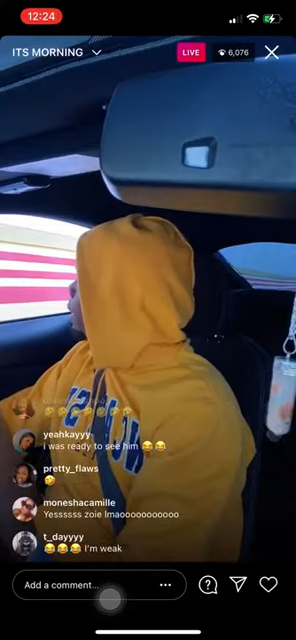 12:24
ITS MORNING
LIVE
6,076
yeahkayyy
i was ready to see him 😂😂
pretty_flaws
🤣
moneshacamille
Yessssss zoie lmaooooooooooo
t_dayyyy
😂😂😂 I'm weak
Add a comment...